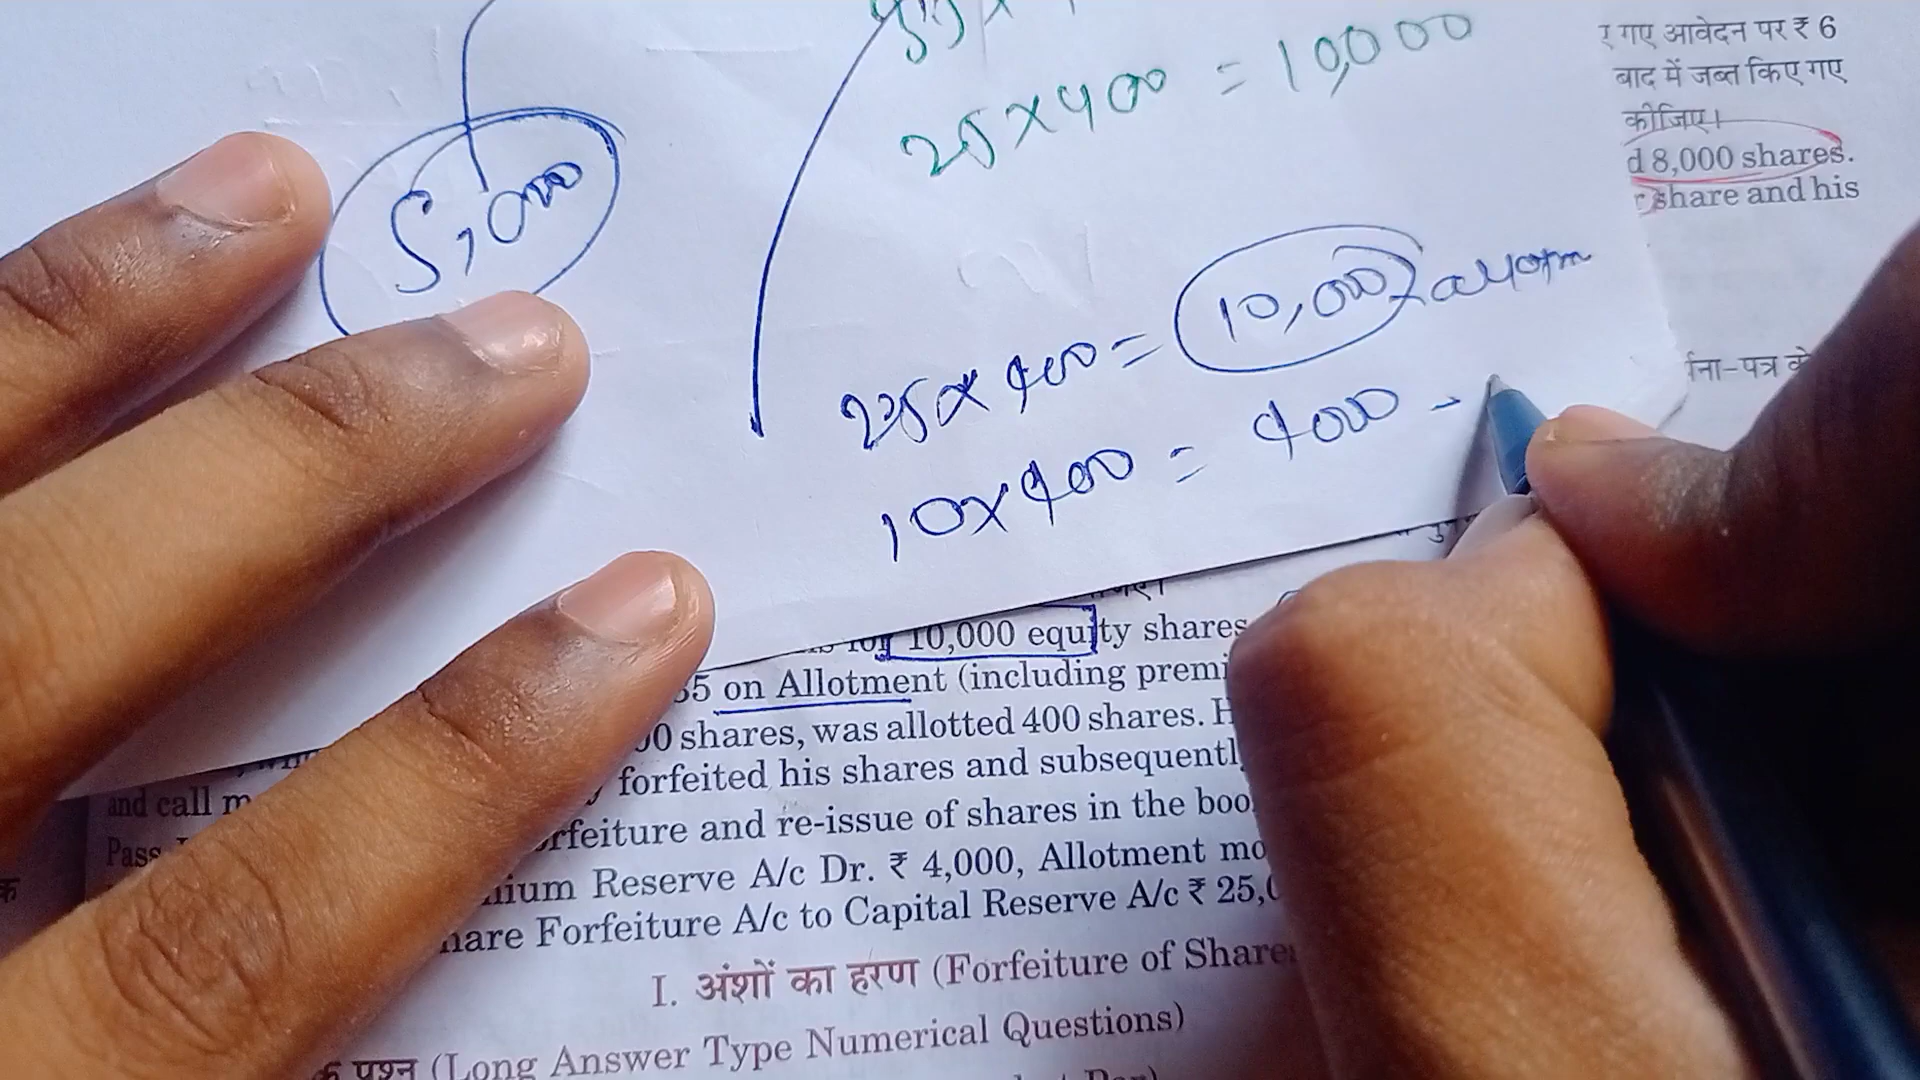 25 × 400 = 10,000
5,000
25 × 400 = 10,000 allotm
10 × 400 = 4000 -
र गए आवेदन पर ₹ 6
बाद में जब्त किए गए
कीजिए।
d 8,000 shares.
share and his
र्ना-पत्र
10,000 equity shares
on Allotment (including premi
shares, was allotted 400 shares. H
forfeited his shares and subsequentl
and call m
rfeiture and re-issue of shares in the boo
Pass
nium Reserve A/c Dr. ₹ 4,000, Allotment mo
hare Forfeiture A/c to Capital Reserve A/c ₹ 25,0
I. अंशों का हरण (Forfeiture of Share
प्रश्न (Long Answer Type Numerical Questions)